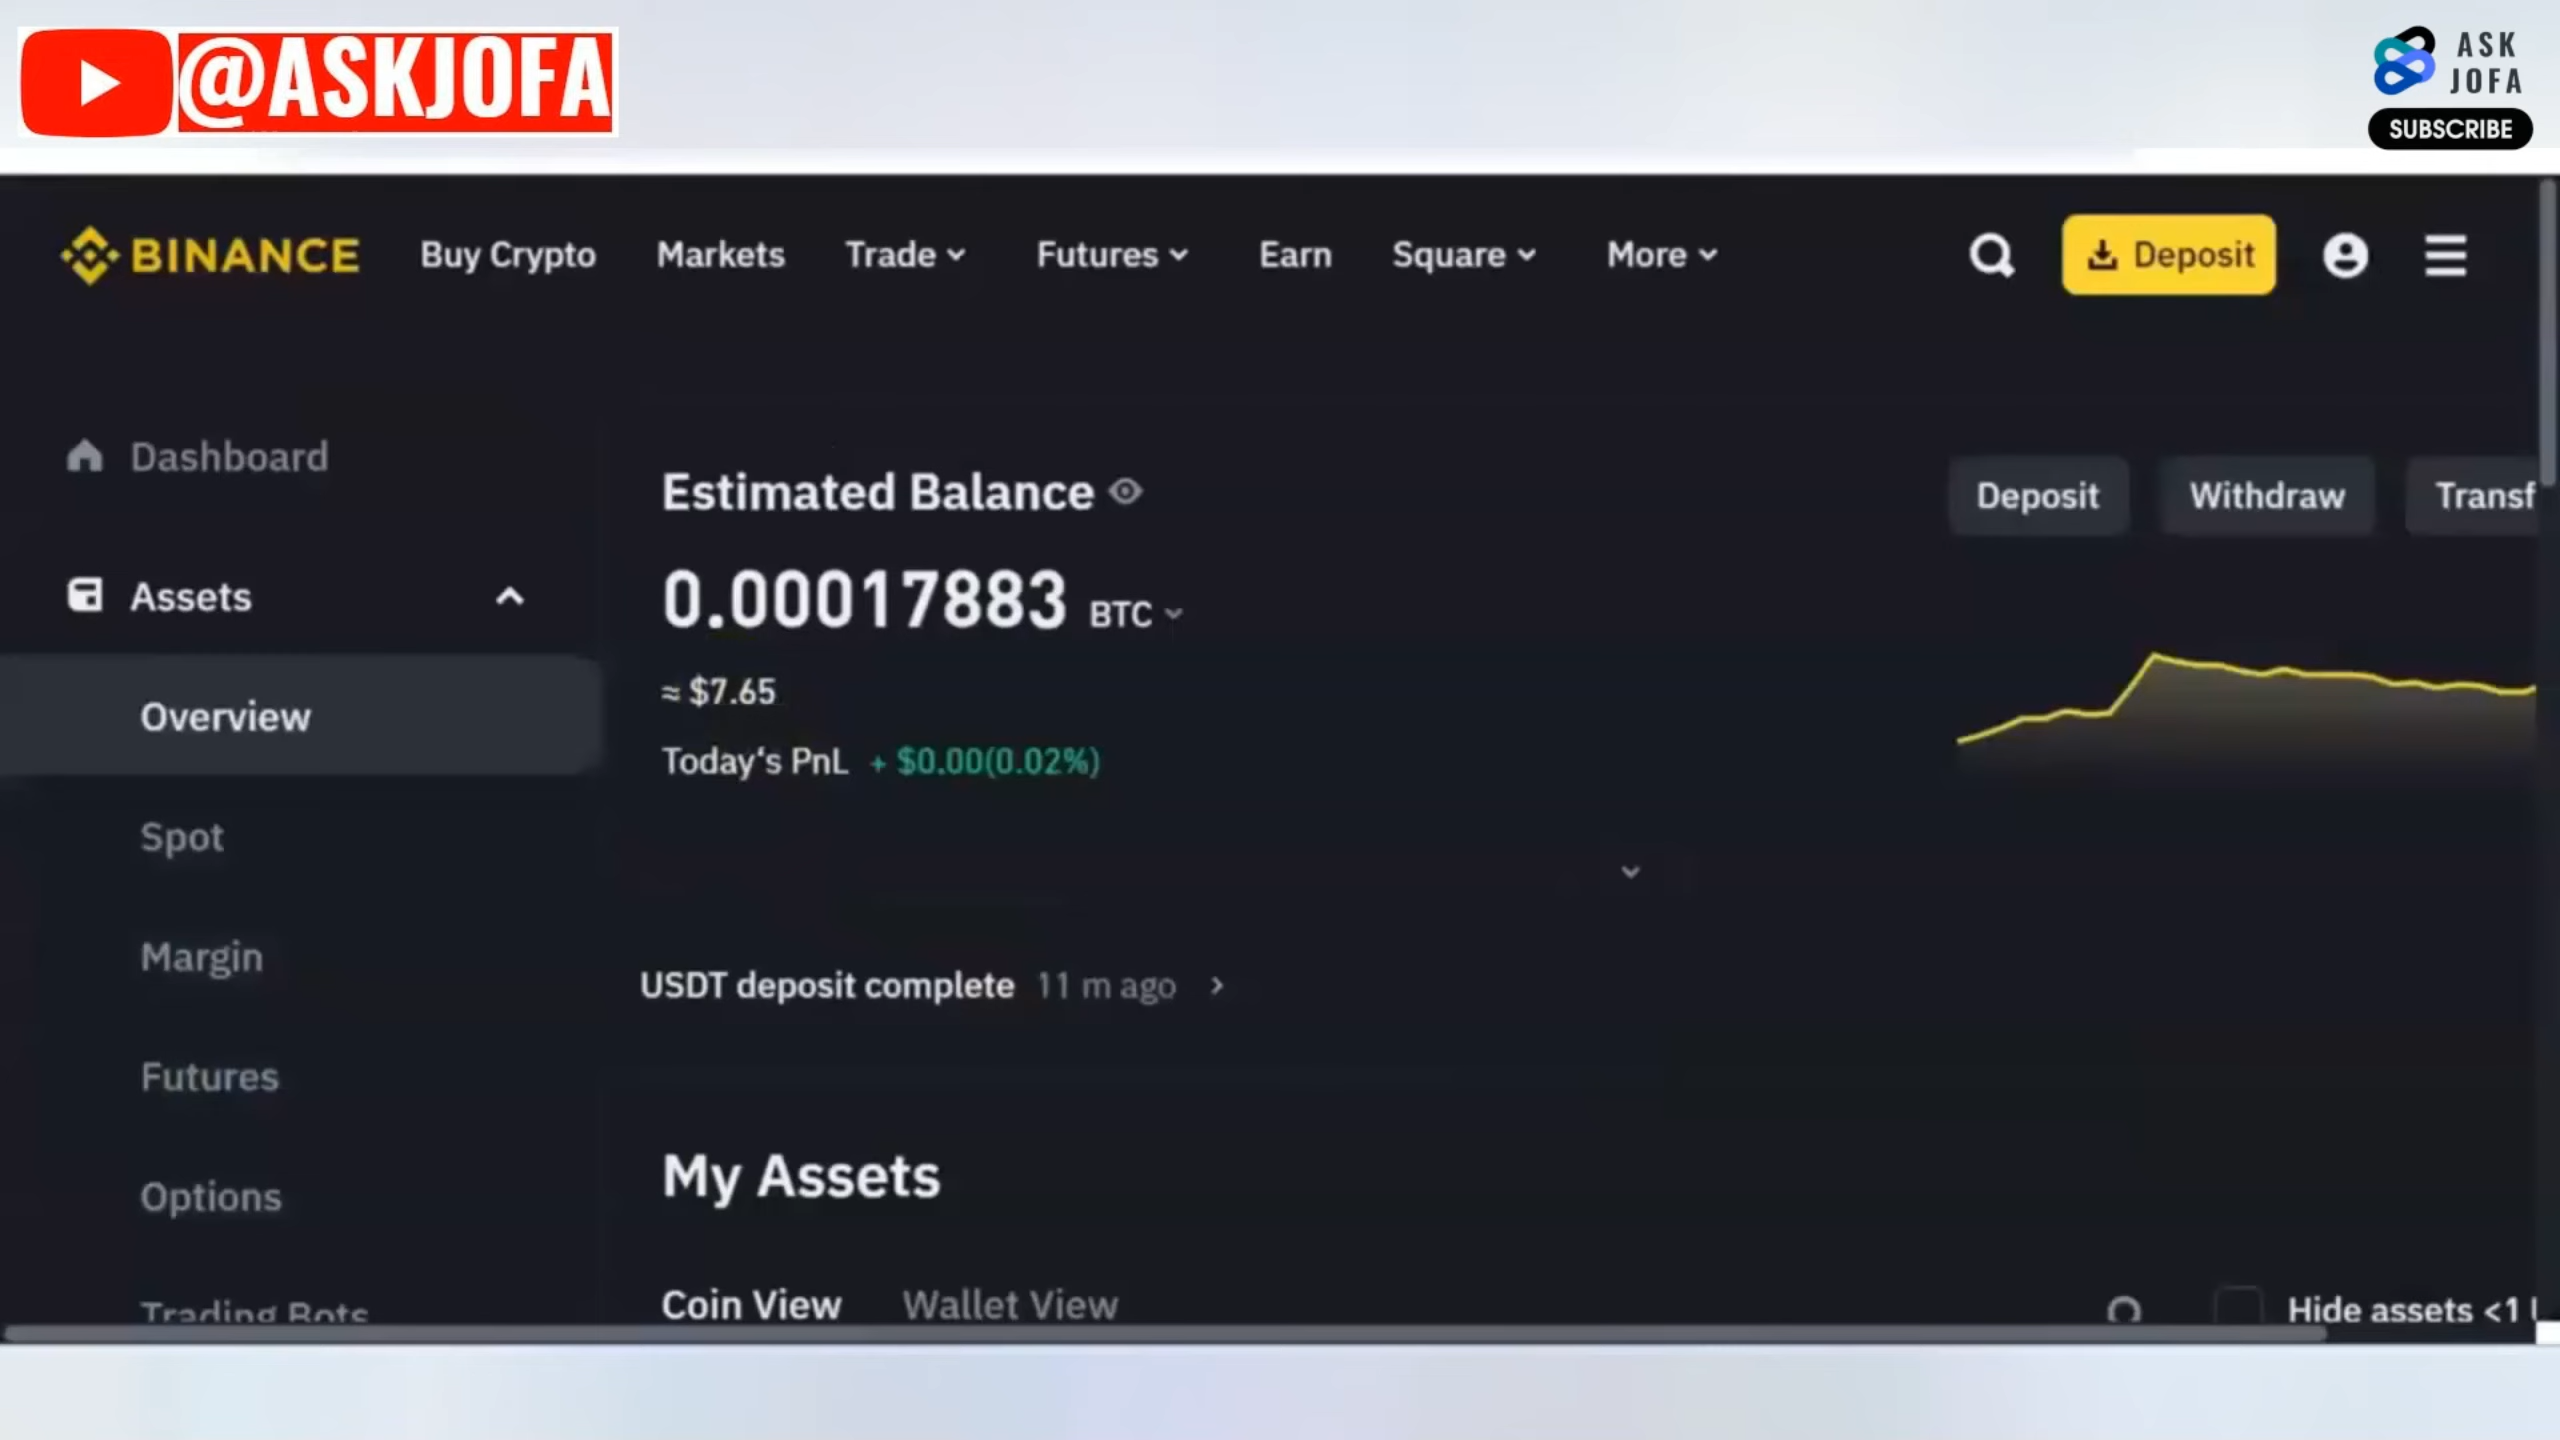 @ASKJOFA
ASK
JOFA
SUBSCRIBE
BINANCE Buy Crypto Markets Trade Futures Earn Square More Deposit
Dashboard
Assets
Overview
Spot
Margin
Futures
Options
Trading Bots
Estimated Balance
0.00017883 BTC
≈ $7.65
Today's PnL + $0.00(0.02%)
Deposit Withdraw Transf
USDT deposit complete 11 m ago
My Assets
Coin View Wallet View
Hide assets <1